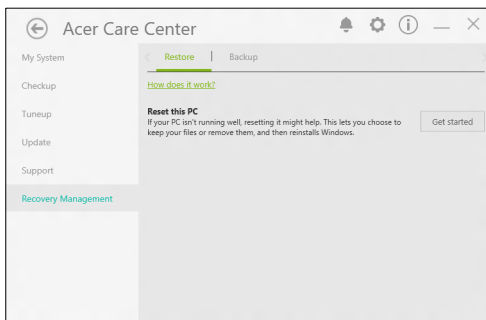 Acer Care Center
My System
Checkup
Tuneup
Update
Support
Recovery Management
Restore
Backup
How does it work?
Reset this PC
If your PC isn't running well, resetting it might help. This lets you choose to
keep your files or remove them, and then reinstalls Windows.
Get started